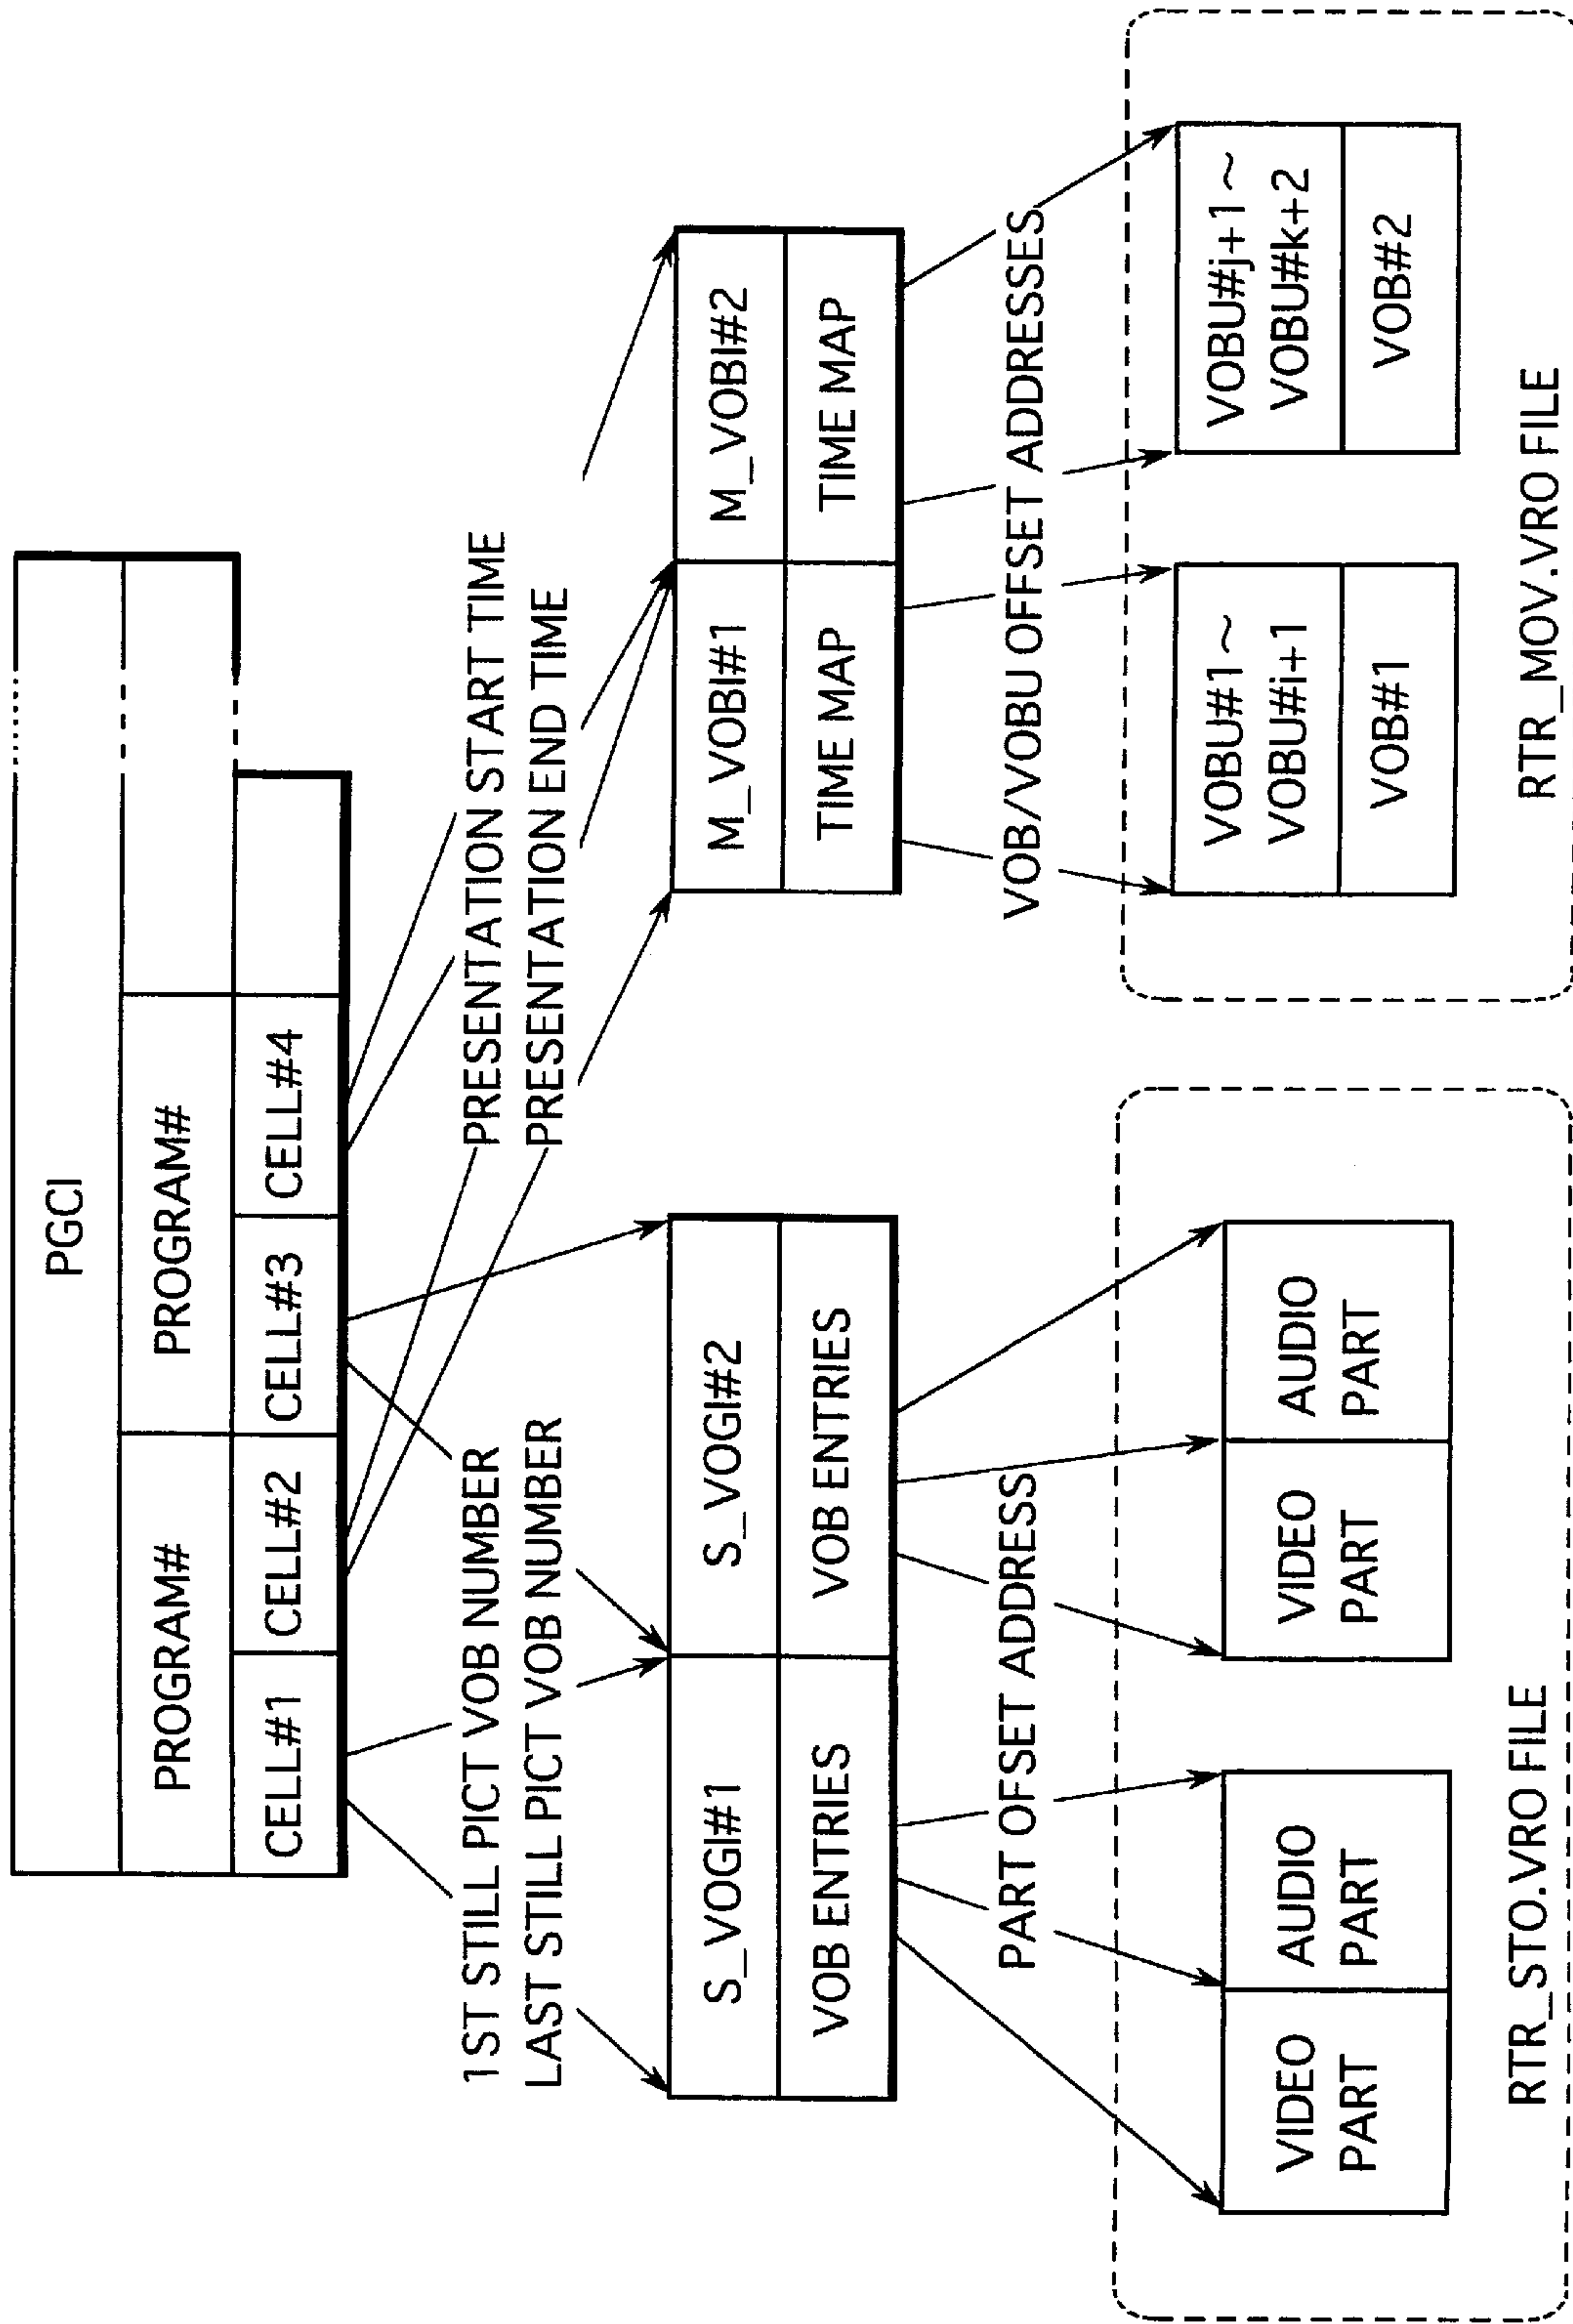 PGCI
PROGRAM#
PROGRAM#
CELL#1
CELL#2
CELL#3
CELL#4
1ST STILL PICT VOB NUMBER
LAST STILL PICT VOB NUMBER
PRESENTATION START TIME
PRESENTATION END TIME
S_VOGI#1
S_VOGI#2
VOB ENTRIES
VOB ENTRIES
M_VOBI#1
M_VOBI#2
TIME MAP
TIME MAP
PART OFFSET ADDRESS
VOB/VOBU OFFSET ADDRESSES
VIDEO
PART
AUDIO
PART
VIDEO
PART
AUDIO
PART
RTR_STO.VRO FILE
VOBU#1~
VOBU#i+1
VOB#1
VOBU#j+1~
VOBU#k+2
VOB#2
RTR_MOV.VRO FILE